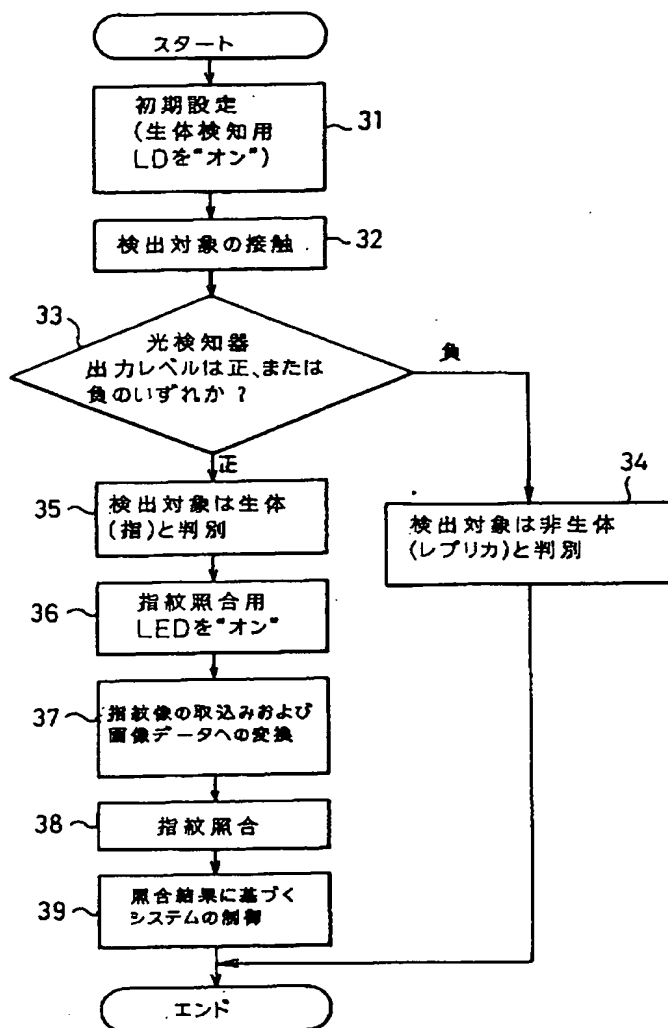 スタート
初期設定
(生体検知用
LDを"オン")
31
検出対象の接触
32
33
光検知器
出力レベルは正、または
負のいずれか？
負
正
34
検出対象は非生体
(レプリカ)と判別
35
検出対象は生体
(指)と判別
36
指紋照合用
LEDを"オン"
37
指紋像の取込みおよび
画像データへの変換
38
指紋照合
39
照合結果に基づく
システムの制御
エンド